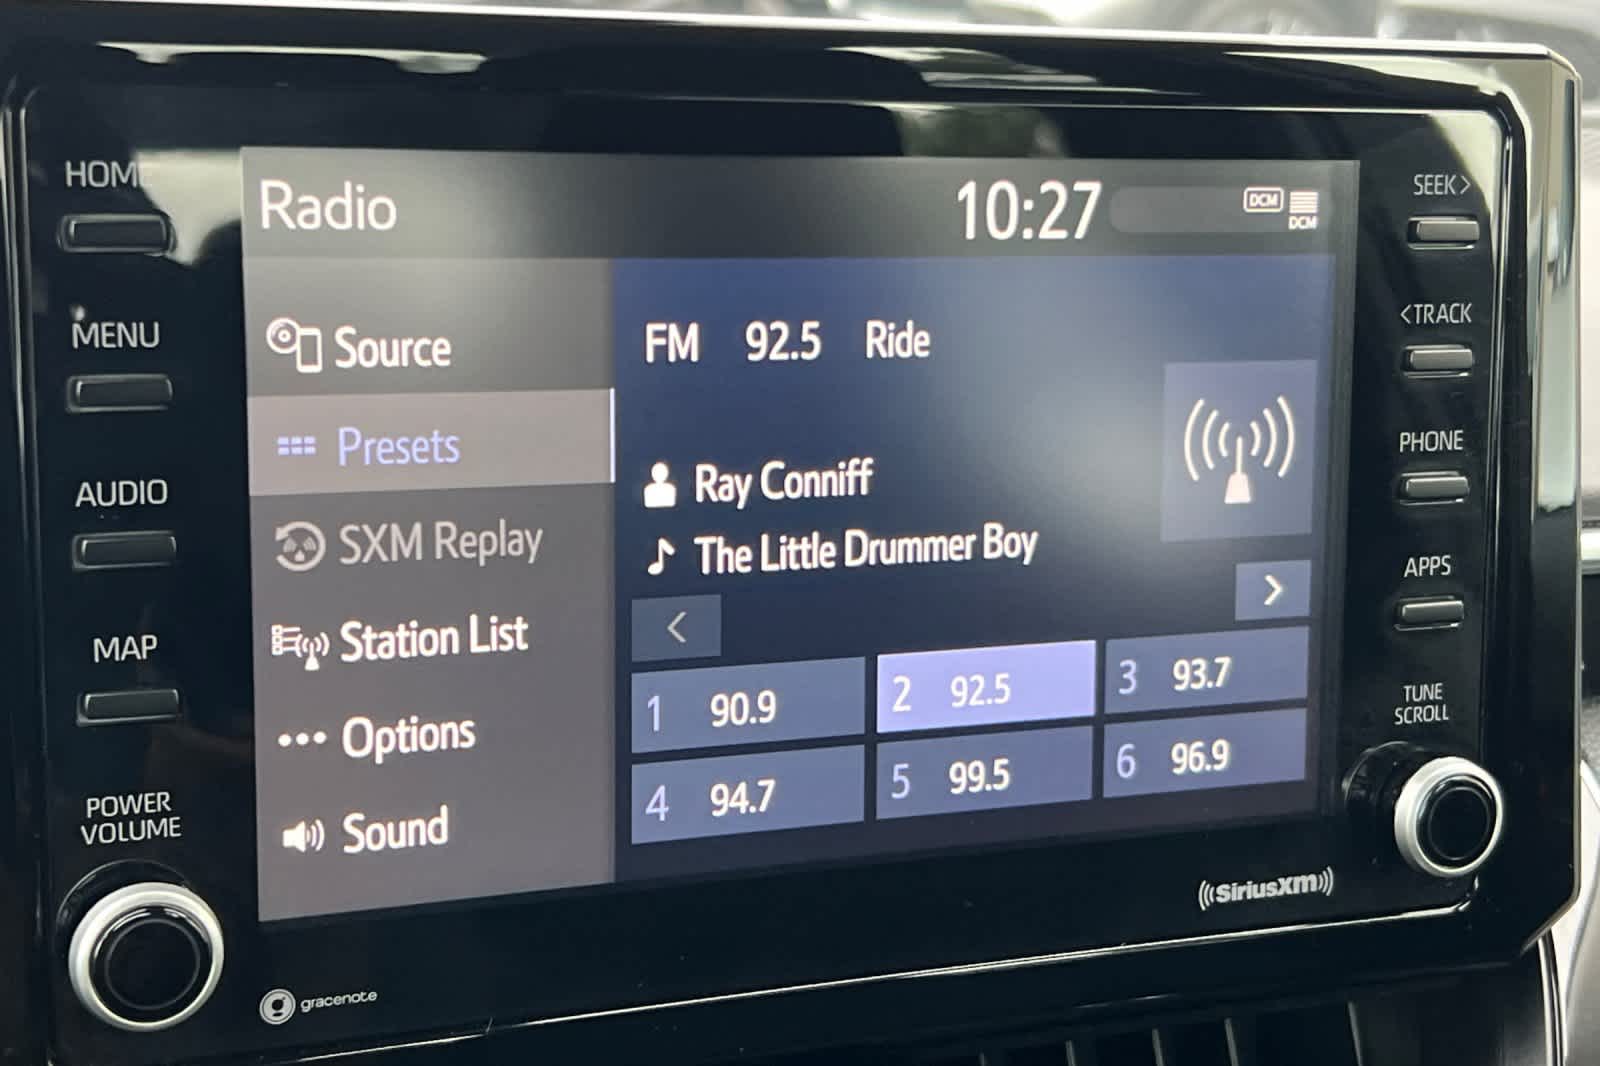 HOME
MENU
AUDIO
MAP
POWER
VOLUME
Radio
10:27
DCM
DCM
Source
Presets
SXM Replay
Station List
Options
Sound
FM 92.5 Ride
Ray Conniff
The Little Drummer Boy
<
>
1 90.9
2 92.5
3 93.7
4 94.7
5 99.5
6 96.9
SEEK>
<TRACK
PHONE
APPS
TUNE
SCROLL
SiriusXM
gracenote